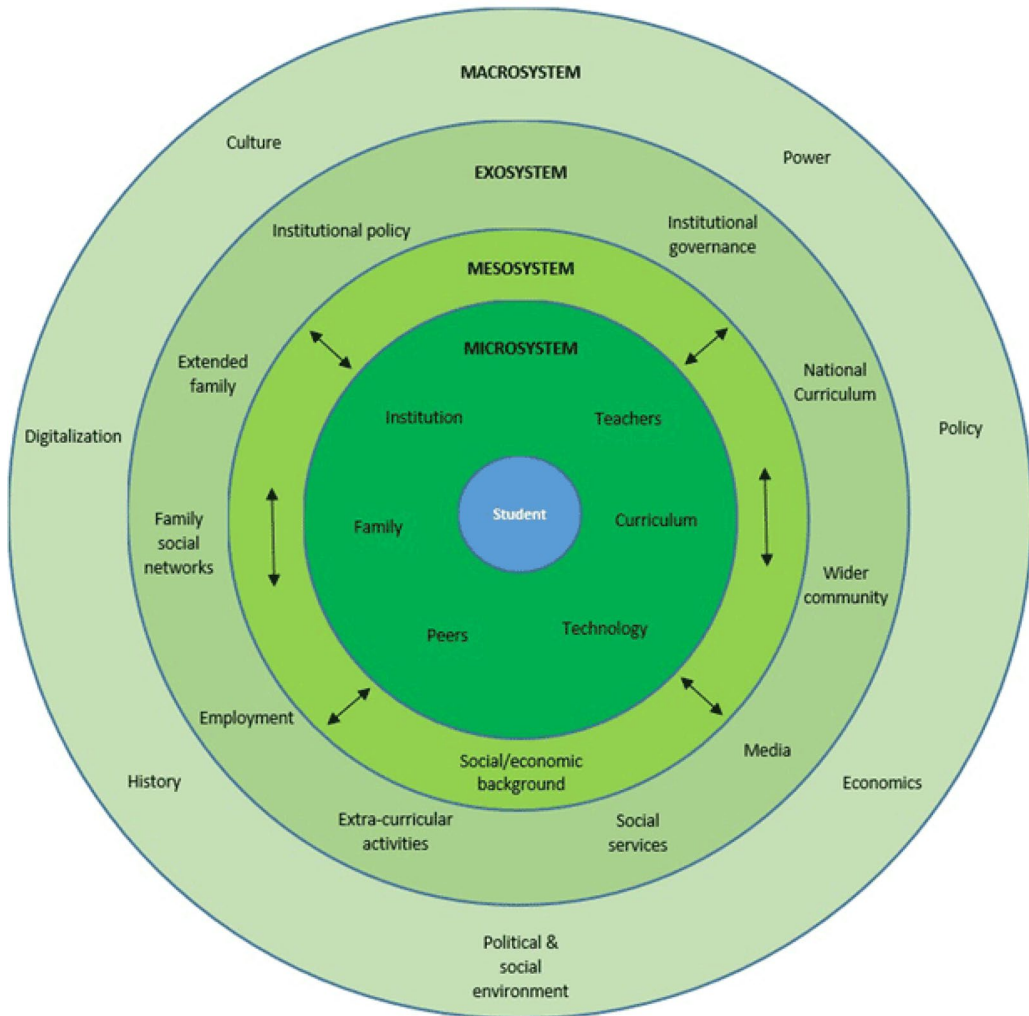 MACROSYSTEM
Culture
Power
EXOSYSTEM
Institutional policy
Institutional
governance
MESOSYSTEM
MICROSYSTEM
Extended
family
National
Curriculum
Institution
Teachers
Digitalization
Policy
Student
Family
Curriculum
Family
social
networks
Wider
community
Peers
Technology
Employment
Media
Social/economic
background
History
Economics
Extra-curricular
activities
Social
services
Political &
social
environment